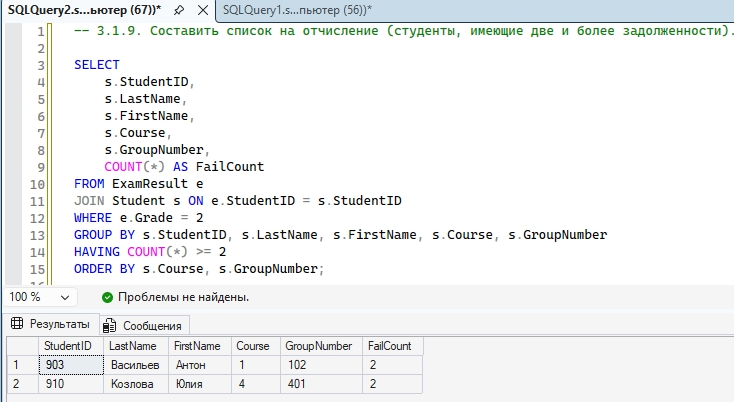 SQLQuery2.s...ьютер (67))* SQLQuery1.s...пьютер (56))*
1 -- 3.1.9. Составить список на отчисление (студенты, имеющие две и более задолженности).
2
3 SELECT
4 s.StudentID,
5 s.LastName,
6 s.FirstName,
7 s.Course,
8 s.GroupNumber,
9 COUNT(*) AS FailCount
10 FROM ExamResult e
11 JOIN Student s ON e.StudentID = s.StudentID
12 WHERE e.Grade = 2
13 GROUP BY s.StudentID, s.LastName, s.FirstName, s.Course, s.GroupNumber
14 HAVING COUNT(*) >= 2
15 ORDER BY s.Course, s.GroupNumber;
100 % Проблемы не найдены.
Результаты Сообщения
StudentID LastName FirstName Course GroupNumber FailCount
1 903 Васильев Антон 1 102 2
2 910 Козлова Юлия 4 401 2